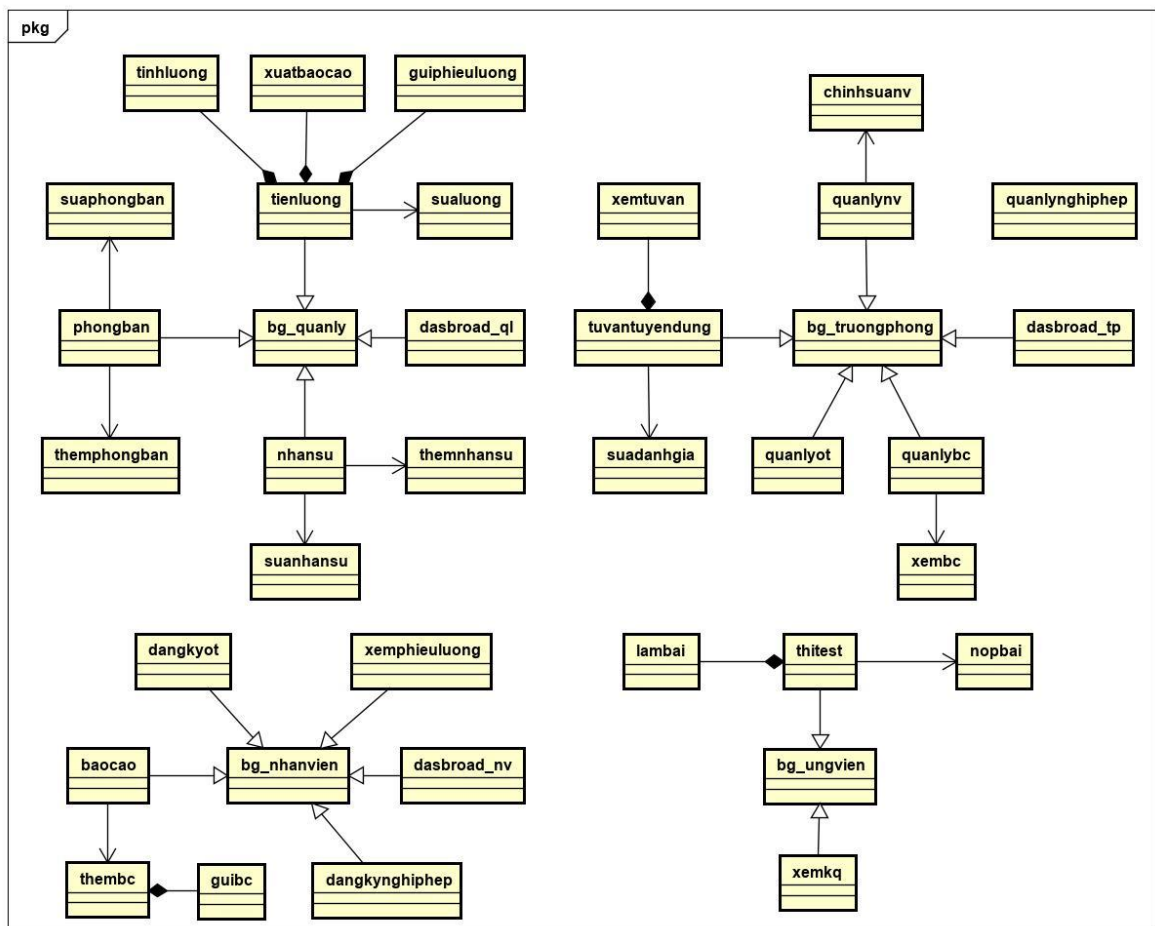 pkg
tinhluong
xuatbaocao
guiphieuluong
chinhsuanv
suaphongban
tienluong
sualuong
xemtuvan
quanlynv
quanlynghiphep
phongban
bg_quanly
dasbroad_ql
tuvantuyendung
bg_truongphong
dasbroad_tp
themphongban
nhansu
themnhansu
suadanhgia
quanlyot
quanlybc
suanhansu
xembc
dangkyot
xemphieuluong
lambai
thitest
nopbai
baocao
bg_nhanvien
dasbroad_nv
bg_ungvien
thembc
guibc
dangkynghiphep
xemkq